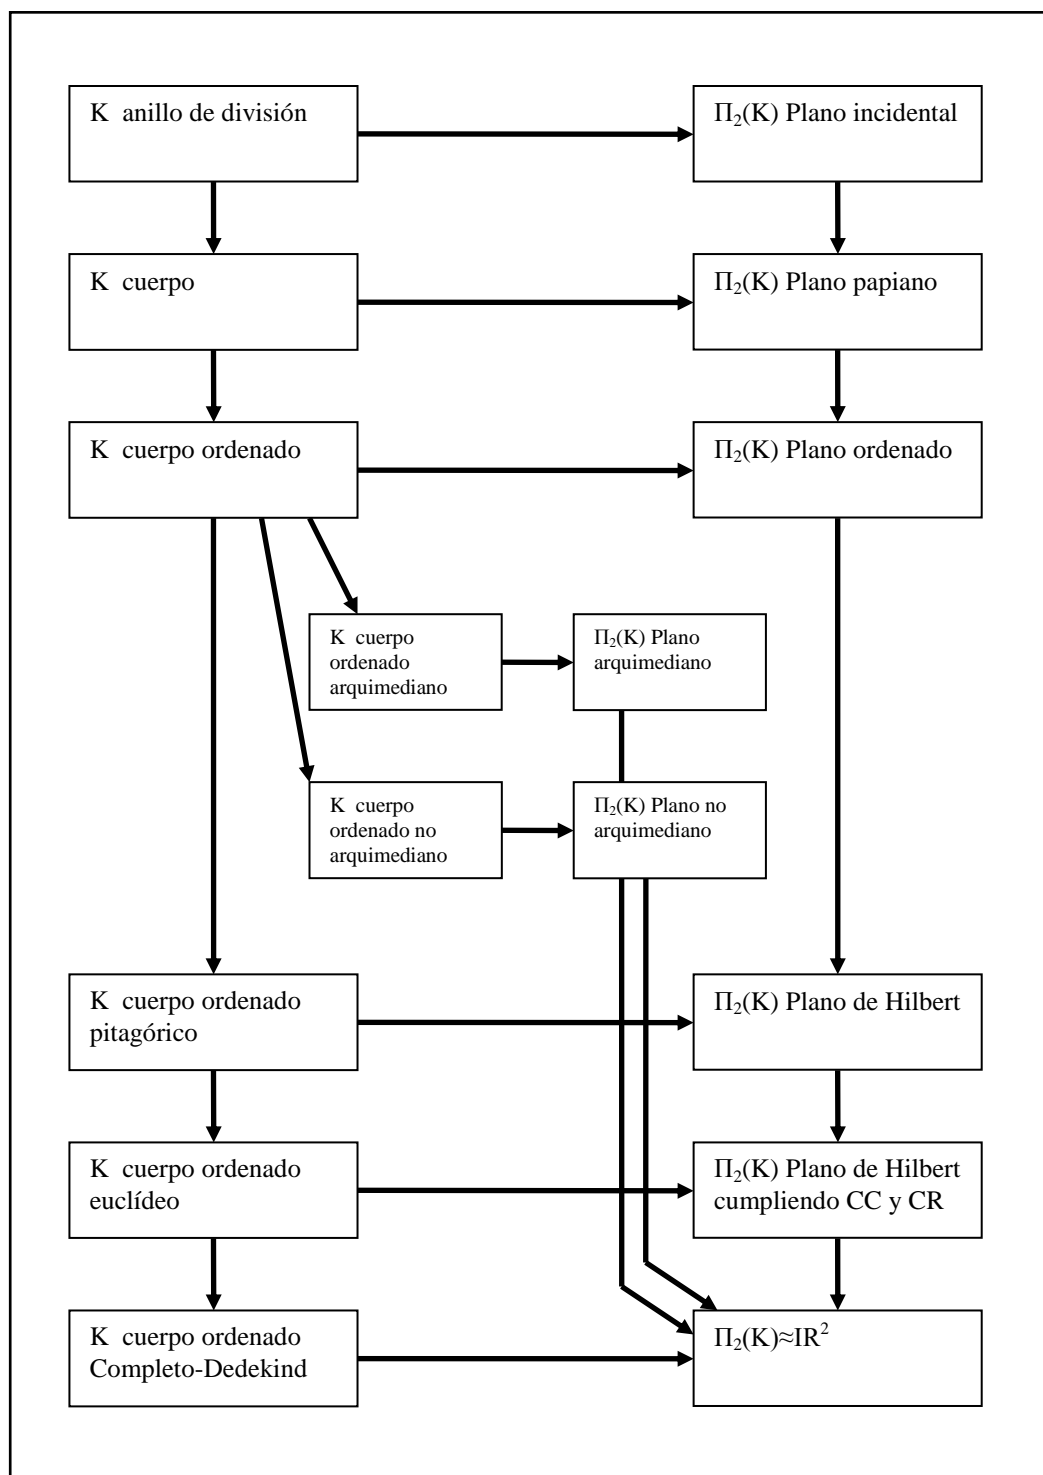 K anillo de división
Π₂(K) Plano incidental
K cuerpo
Π₂(K) Plano papiano
K cuerpo ordenado
Π₂(K) Plano ordenado
K cuerpo
ordenado
arquimediano
Π₂(K) Plano
arquimediano
K cuerpo
ordenado no
arquimediano
Π₂(K) Plano no
arquimediano
K cuerpo ordenado
pitagórico
Π₂(K) Plano de Hilbert
K cuerpo ordenado
euclídeo
Π₂(K) Plano de Hilbert
cumpliendo CC y CR
K cuerpo ordenado
Completo-Dedekind
Π₂(K)≈IR²